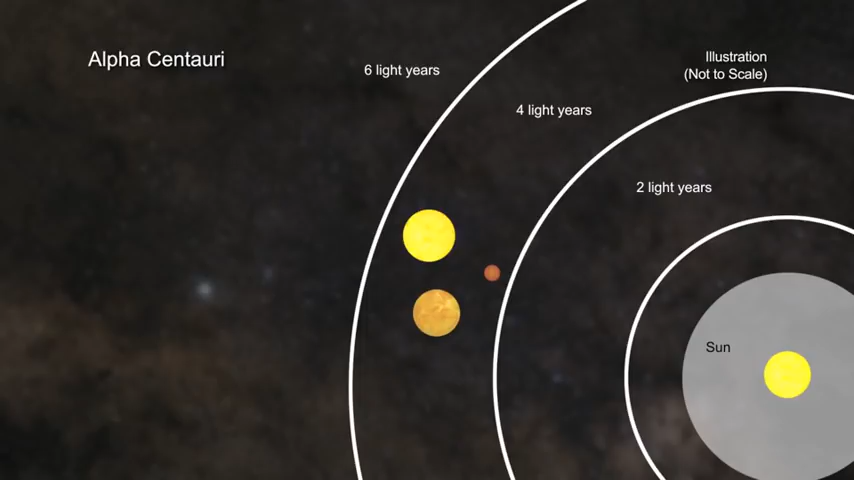 Alpha Centauri
6 light years
Illustration
(Not to Scale)
4 light years
2 light years
Sun